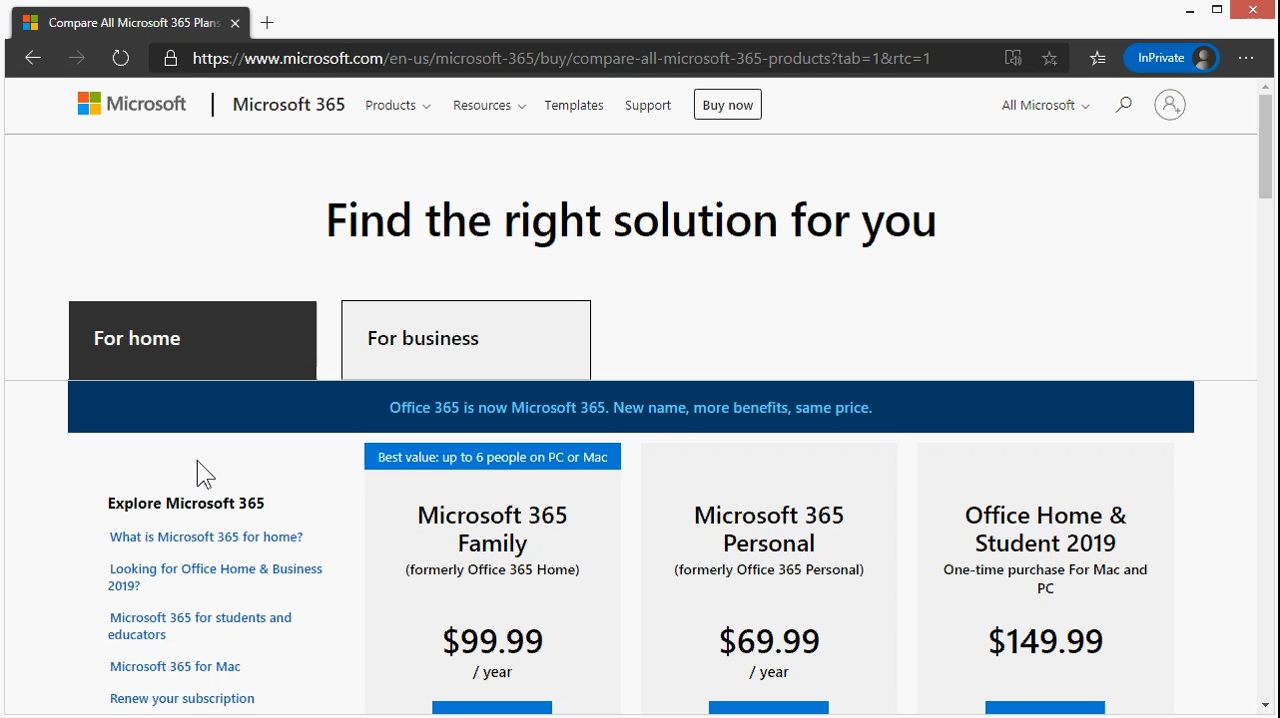 Compare All Microsoft 365 Plans
InPrivate
https://www.microsoft.com/en-us/microsoft-365/buy/compare-all-microsoft-365-products?tab=1&rtc=1
Microsoft
Microsoft 365
Products
Resources
Templates
Support
Buy now
All Microsoft
Find the right solution for you
For home
For business
Office 365 is now Microsoft 365. New name, more benefits, same price.
Explore Microsoft 365
What is Microsoft 365 for home?
Looking for Office Home & Business
2019?
Microsoft 365 for students and
educators
Microsoft 365 for Mac
Renew your subscription
Best value: up to 6 people on PC or Mac
Microsoft 365
Family
(formerly Office 365 Home)
$99.99
/ year
Microsoft 365
Personal
(formerly Office 365 Personal)
$69.99
/ year
Office Home &
Student 2019
One-time purchase For Mac and
PC
$149.99